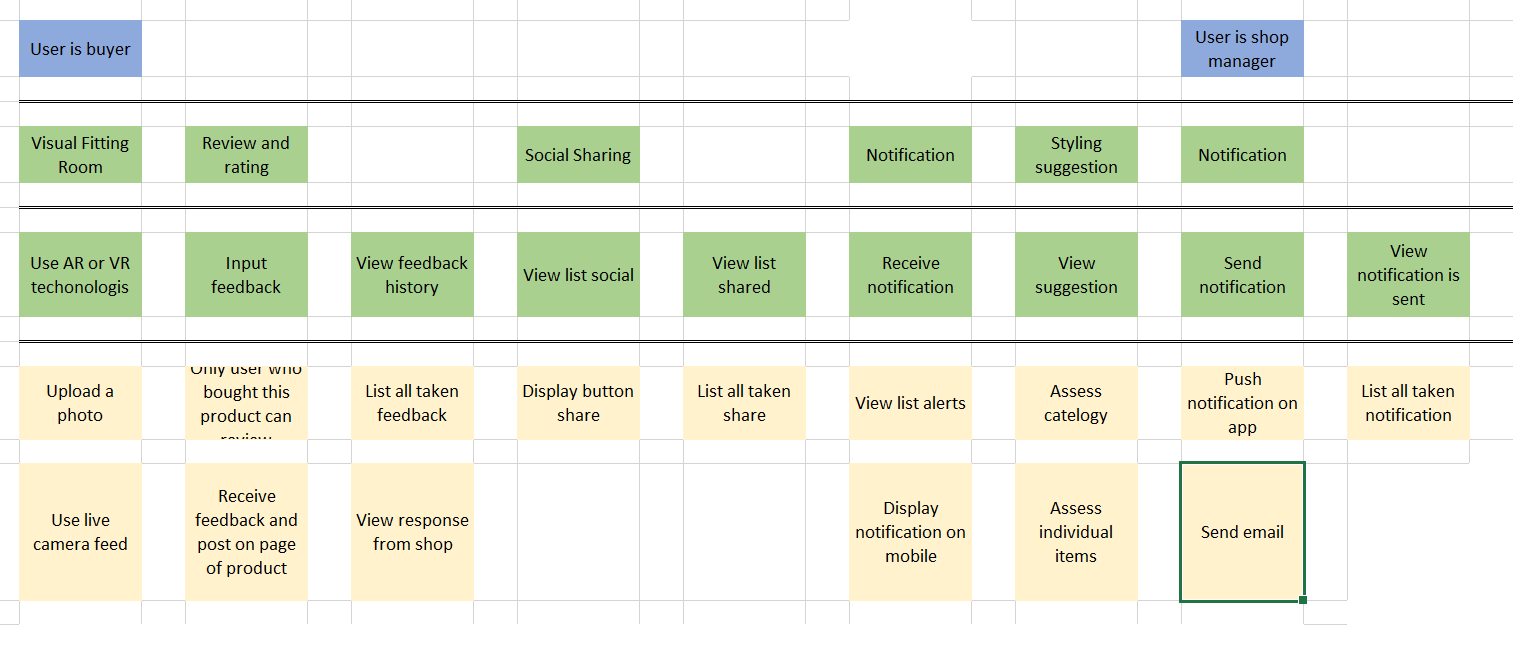 User is buyer
User is shop
manager
Visual Fitting
Room
Review and
rating
Social Sharing
Notification
Styling
suggestion
Notification
Use AR or VR
techonologis
Input
feedback
View feedback
history
View list social
View list
shared
Receive
notification
View
suggestion
Send
notification
View
notification is
sent
Upload a
photo
Only user who
bought this
product can
review
List all taken
feedback
Display button
share
List all taken
share
View list alerts
Assess
catelogy
Push
notification on
app
List all taken
notification
Use live
camera feed
Receive
feedback and
post on page
of product
View response
from shop
Display
notification on
mobile
Assess
individual
items
Send email